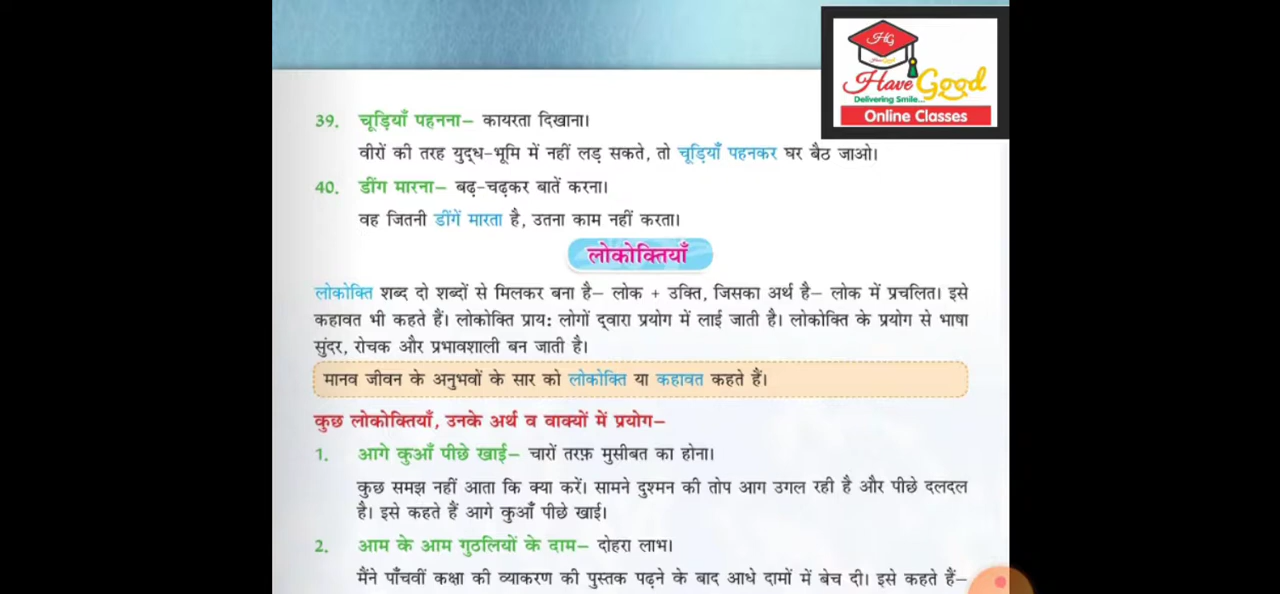 HG
Have Good
Have Good
Delivering Smile...
Online Classes
39. चूड़ियाँ पहनना– कायरता दिखाना।
वीरों की तरह युद्ध-भूमि में नहीं लड़ सकते, तो चूड़ियाँ पहनकर घर बैठ जाओ।
40. डींग मारना– बढ़-चढ़कर बातें करना।
वह जितनी डींगें मारता है, उतना काम नहीं करता।
लोकोक्तियाँ
लोकोक्ति शब्द दो शब्दों से मिलकर बना है– लोक + उक्ति, जिसका अर्थ है– लोक में प्रचलित। इसे
कहावत भी कहते हैं। लोकोक्ति प्राय: लोगों द्वारा प्रयोग में लाई जाती है। लोकोक्ति के प्रयोग से भाषा
सुंदर, रोचक और प्रभावशाली बन जाती है।
मानव जीवन के अनुभवों के सार को लोकोक्ति या कहावत कहते हैं।
कुछ लोकोक्तियाँ, उनके अर्थ व वाक्यों में प्रयोग–
1. आगे कुआँ पीछे खाई– चारों तरफ़ मुसीबत का होना।
कुछ समझ नहीं आता कि क्या करें। सामने दुश्मन की तोप आग उगल रही है और पीछे दलदल
है। इसे कहते हैं आगे कुआँ पीछे खाई।
2. आम के आम गुठलियों के दाम– दोहरा लाभ।
मैंने पाँचवीं कक्षा की व्याकरण की पुस्तक पढ़ने के बाद आधे दामों में बेच दी। इसे कहते हैं–